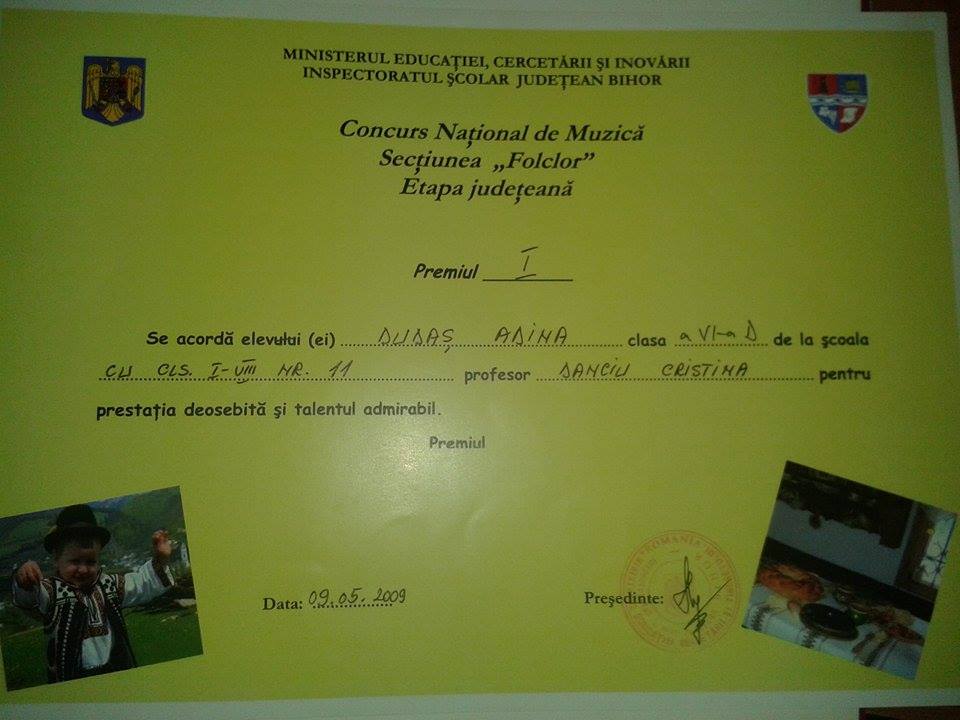 MINISTERUL EDUCAŢIEI, CERCETĂRII ŞI INOVĂRII
INSPECTORATUL ŞCOLAR JUDEŢEAN BIHOR
Concurs Naţional de Muzică
Secţiunea „Folclor”
Etapa judeţeană
Premiul I
Se acordă elevului (ei) DUDAŞ ADINA clasa a VI-a D de la şcoala
CU CLS. I-VIII NR. 11 profesor DANCIU CRISTINA pentru
prestaţia deosebită şi talentul admirabil.
Premiul
Data: 09.05.2009
Preşedinte:
ROMANIA